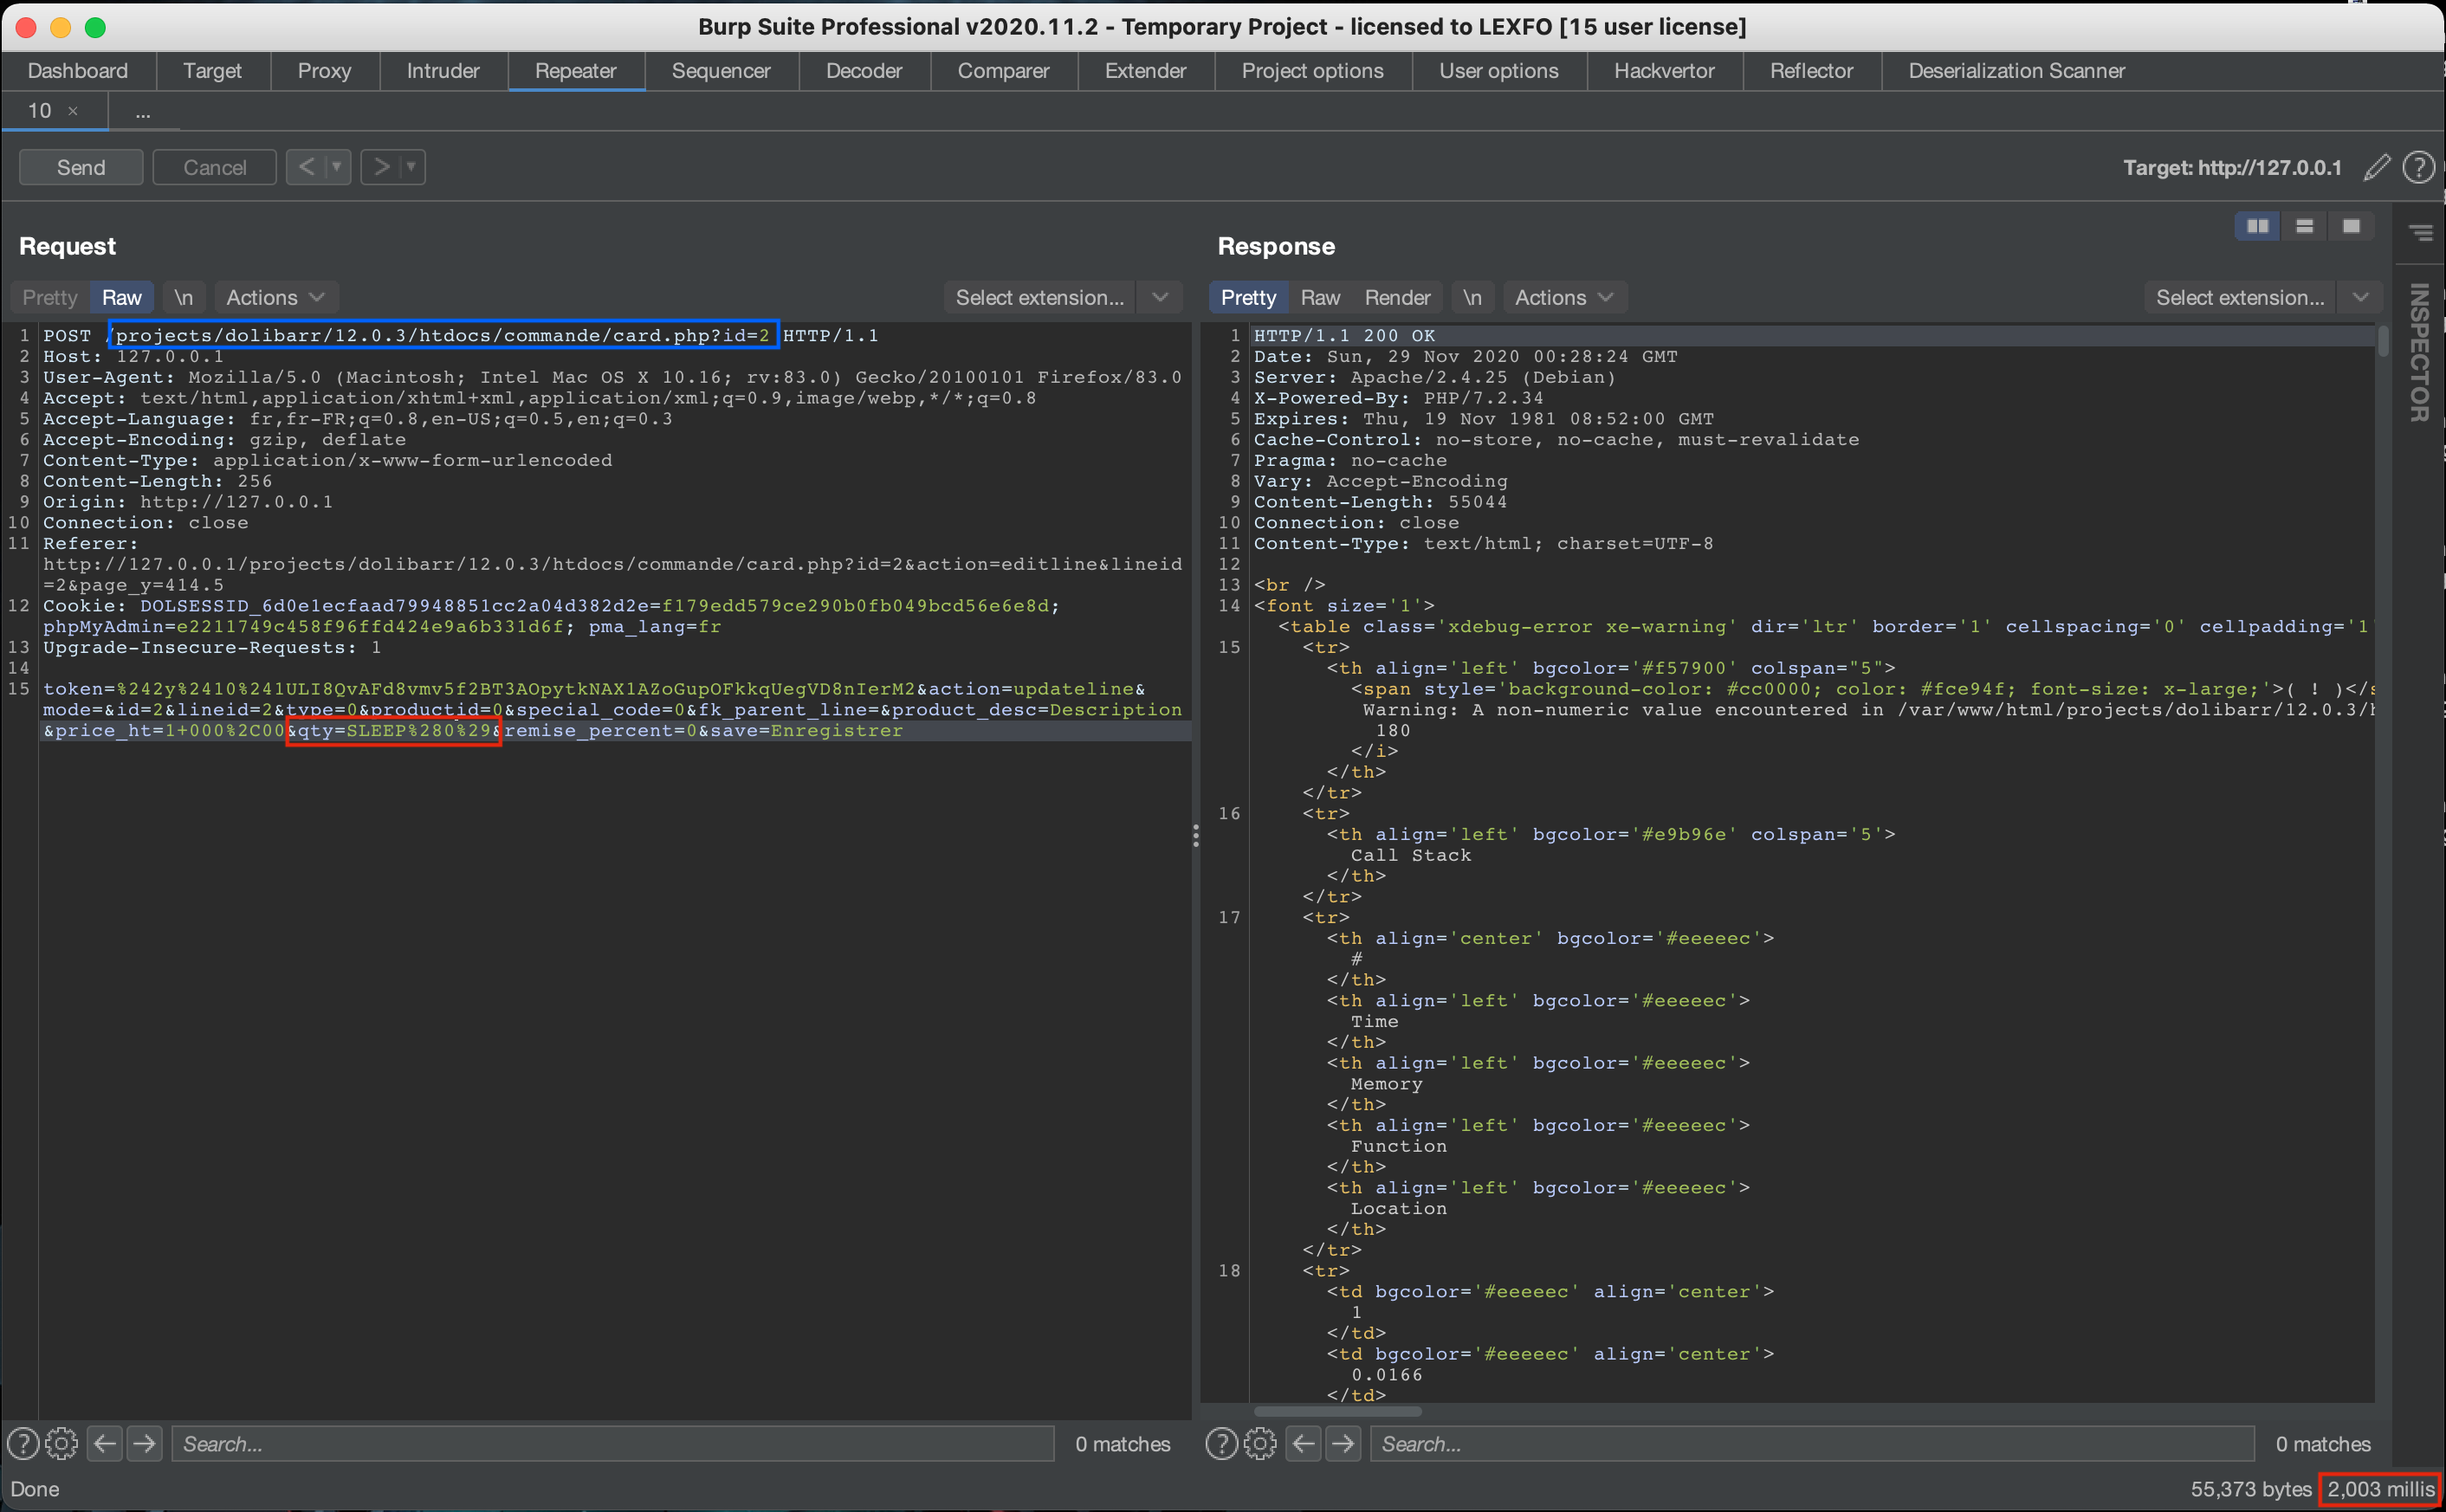 Burp Suite Professional v2020.11.2 - Temporary Project - licensed to LEXFO [15 user license]
Dashboard Target Proxy Intruder Repeater Sequencer Decoder Comparer Extender Project options User options Hackvertor Reflector Deserialization Scanner
10 × ...
Send Cancel < > Target: http://127.0.0.1
Request
Pretty Raw \n Actions Select extension...
1 POST /projects/dolibarr/12.0.3/htdocs/commande/card.php?id=2 HTTP/1.1
2 Host: 127.0.0.1
3 User-Agent: Mozilla/5.0 (Macintosh; Intel Mac OS X 10.16; rv:83.0) Gecko/20100101 Firefox/83.0
4 Accept: text/html,application/xhtml+xml,application/xml;q=0.9,image/webp,*/*;q=0.8
5 Accept-Language: fr,fr-FR;q=0.8,en-US;q=0.5,en;q=0.3
6 Accept-Encoding: gzip, deflate
7 Content-Type: application/x-www-form-urlencoded
8 Content-Length: 256
9 Origin: http://127.0.0.1
10 Connection: close
11 Referer:
http://127.0.0.1/projects/dolibarr/12.0.3/htdocs/commande/card.php?id=2&action=editline&lineid
=2&page_y=414.5
12 Cookie: DOLSESSID_6d0e1ecfaad79948851cc2a04d382d2e=f179edd579ce290b0fb049bcd56e6e8d;
phpMyAdmin=e2211749c458f96ffd424e9a6b331d6f; pma_lang=fr
13 Upgrade-Insecure-Requests: 1
14
15 token=%242y%2410%241ULI8QvAFd8vmv5f2BT3AOpytkNAX1AZoGupOFkkqUegVD8nIerM2&action=updateline&
mode=&id=2&lineid=2&type=0&productid=0&special_code=0&fk_parent_line=&product_desc=Description
&price_ht=1+000%2C00&qty=SLEEP%280%29&remise_percent=0&save=Enregistrer
Search... 0 matches
Response
Pretty Raw Render \n Actions Select extension...
INSPECTOR
1 HTTP/1.1 200 OK
2 Date: Sun, 29 Nov 2020 00:28:24 GMT
3 Server: Apache/2.4.25 (Debian)
4 X-Powered-By: PHP/7.2.34
5 Expires: Thu, 19 Nov 1981 08:52:00 GMT
6 Cache-Control: no-store, no-cache, must-revalidate
7 Pragma: no-cache
8 Vary: Accept-Encoding
9 Content-Length: 55044
10 Connection: close
11 Content-Type: text/html; charset=UTF-8
12
13 <br />
14 <font size='1'>
<table class='xdebug-error xe-warning' dir='ltr' border='1' cellspacing='0' cellpadding='1'
15 <tr>
<th align='left' bgcolor='#f57900' colspan="5">
<span style='background-color: #cc0000; color: #fce94f; font-size: x-large;'>( ! )</s
Warning: A non-numeric value encountered in /var/www/html/projects/dolibarr/12.0.3/h
180
</i>
</th>
</tr>
16 <tr>
<th align='left' bgcolor='#e9b96e' colspan='5'>
Call Stack
</th>
</tr>
17 <tr>
<th align='center' bgcolor='#eeeeec'>
#
</th>
<th align='left' bgcolor='#eeeeec'>
Time
</th>
<th align='left' bgcolor='#eeeeec'>
Memory
</th>
<th align='left' bgcolor='#eeeeec'>
Function
</th>
<th align='left' bgcolor='#eeeeec'>
Location
</th>
</tr>
18 <tr>
<td bgcolor='#eeeeec' align='center'>
1
</td>
<td bgcolor='#eeeeec' align='center'>
0.0166
</td>
Search... 0 matches
Done 55,373 bytes 2,003 millis